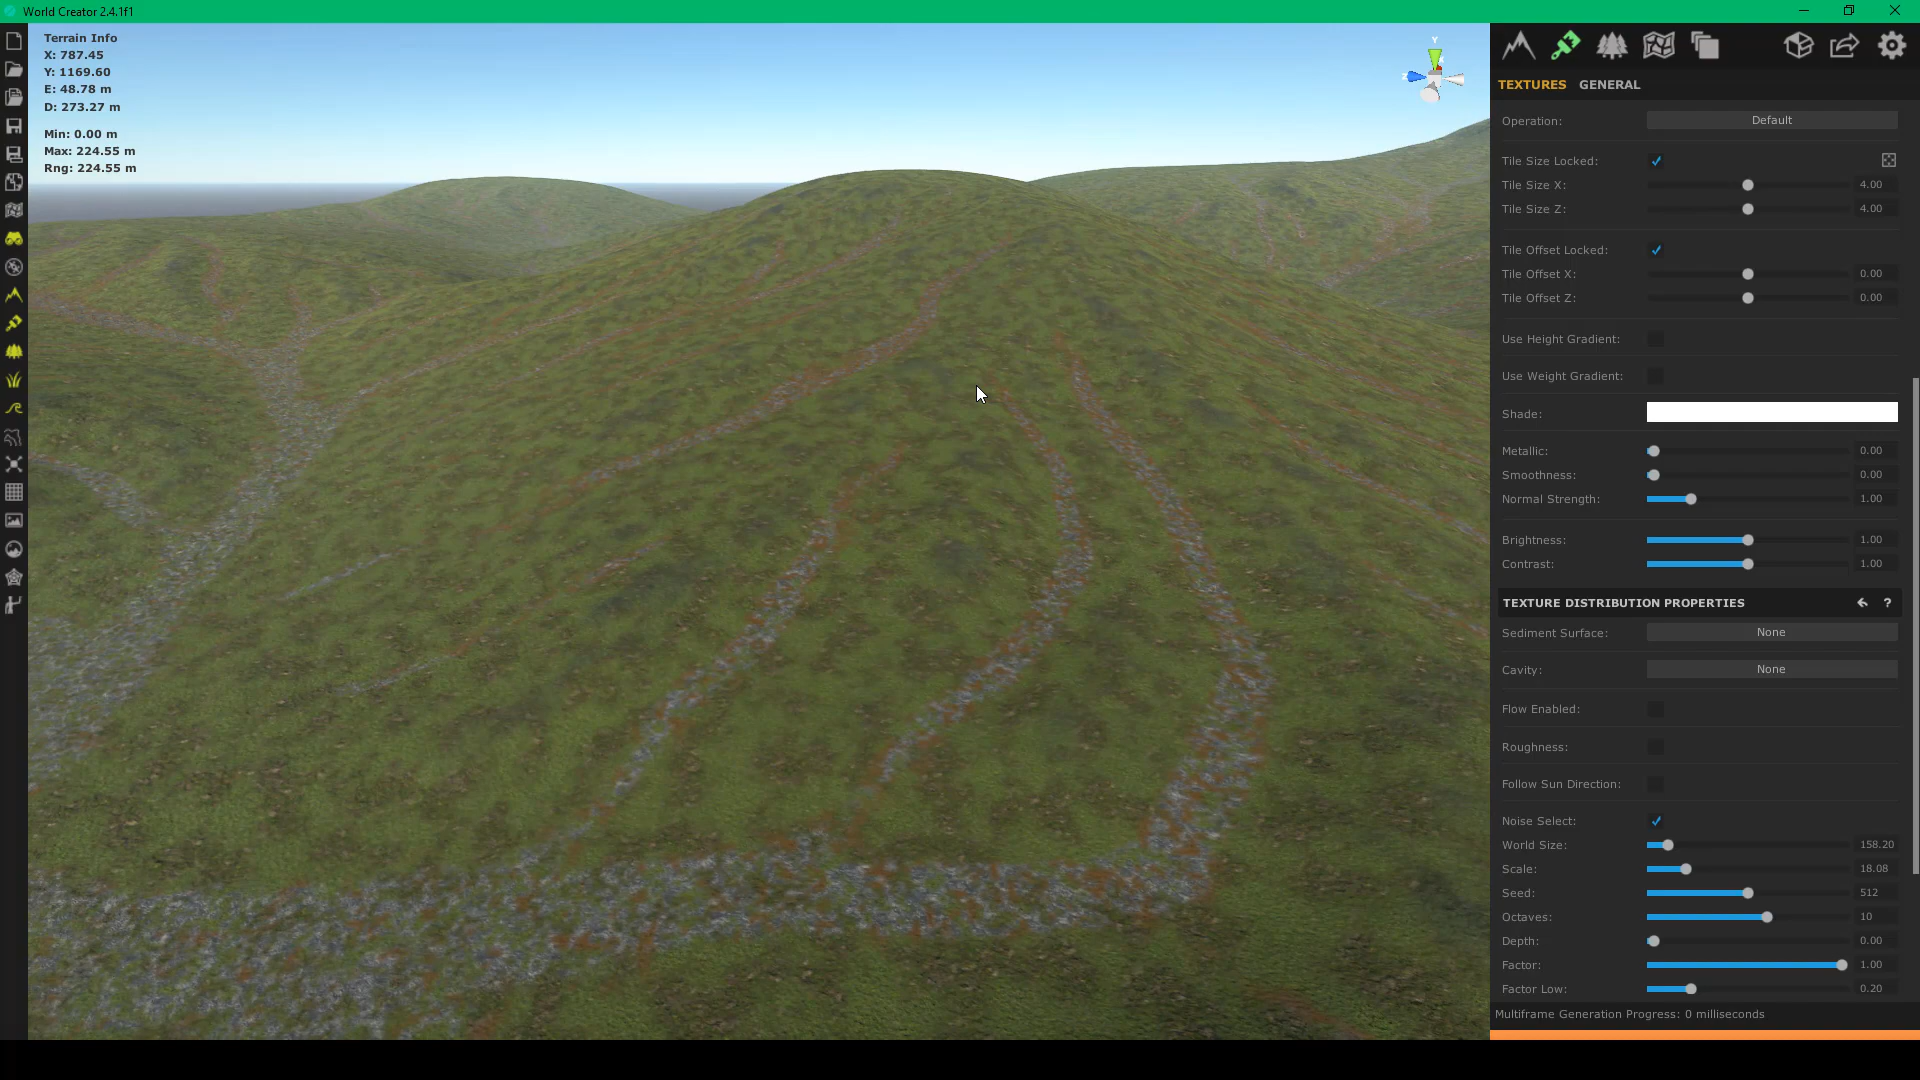 World Creator 2.4.1f1
Terrain Info
X: 787.45
Y: 1169.60
E: 48.78 m
D: 273.27 m
Min: 0.00 m
Max: 224.55 m
Rng: 224.55 m
Y
Z
TEXTURES GENERAL
Operation: Default
Tile Size Locked:
Tile Size X: 4.00
Tile Size Z: 4.00
Tile Offset Locked:
Tile Offset X: 0.00
Tile Offset Z: 0.00
Use Height Gradient:
Use Weight Gradient:
Shade:
Metallic: 0.00
Smoothness: 0.00
Normal Strength: 1.00
Brightness: 1.00
Contrast: 1.00
TEXTURE DISTRIBUTION PROPERTIES ?
Sediment Surface: None
Cavity: None
Flow Enabled:
Roughness:
Follow Sun Direction:
Noise Select:
World Size: 158.20
Scale: 18.08
Seed: 512
Octaves: 10
Depth: 0.00
Factor: 1.00
Factor Low: 0.20
Multiframe Generation Progress: 0 milliseconds